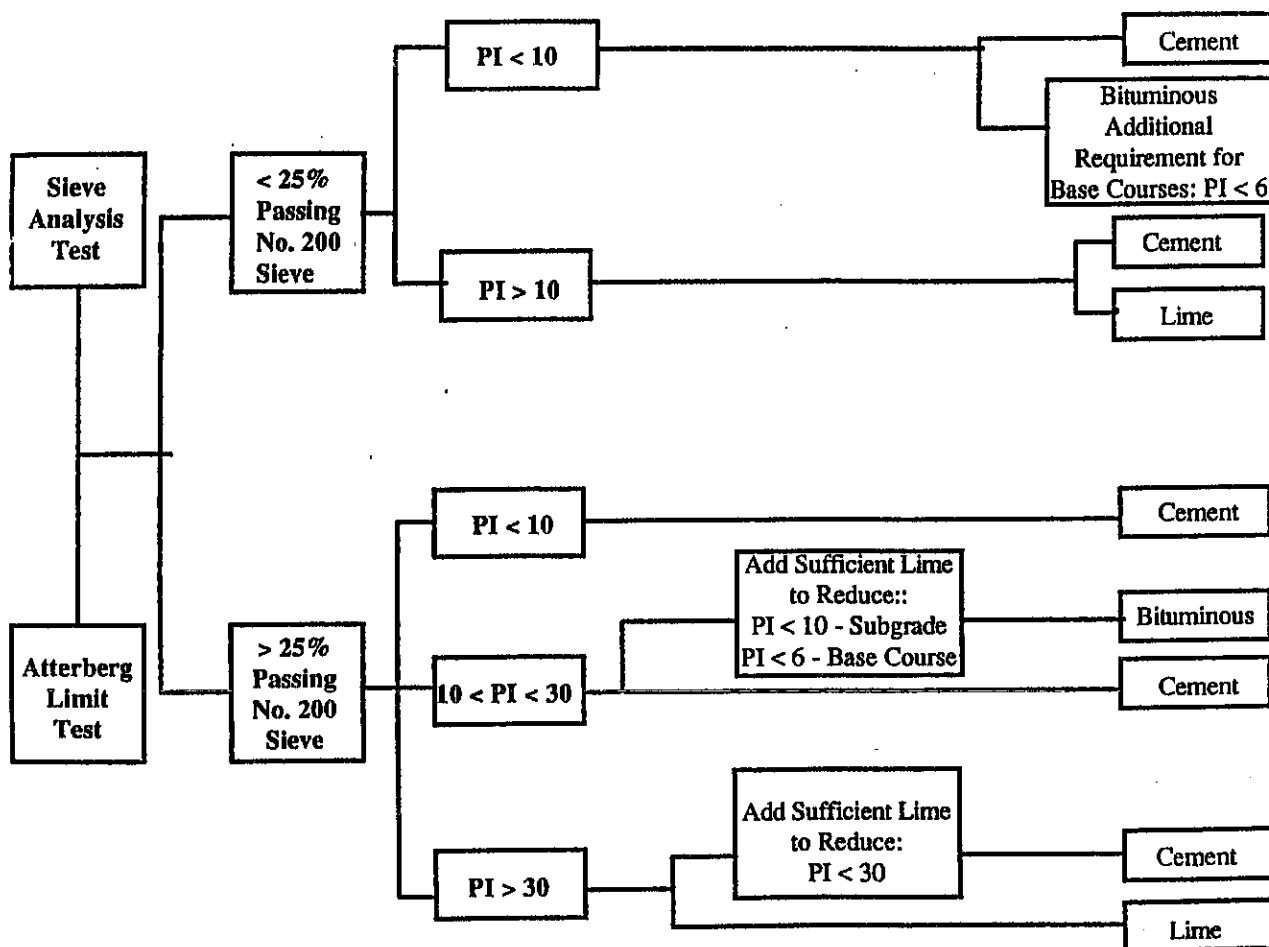 Sieve
Analysis
Test
Atterberg
Limit
Test
< 25%
Passing
No. 200
Sieve
PI < 10
Cement
Bituminous
Additional
Requirement for
Base Courses: PI < 6
PI > 10
Cement
Lime
> 25%
Passing
No. 200
Sieve
PI < 10
Cement
10 < PI < 30
Add Sufficient Lime
to Reduce::
PI < 10 - Subgrade
PI < 6 - Base Course
Bituminous
Cement
PI > 30
Add Sufficient Lime
to Reduce:
PI < 30
Cement
Lime